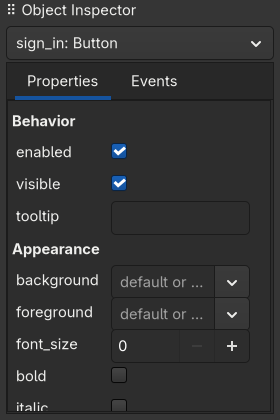 Object Inspector
sign_in: Button
Properties Events
Behavior
enabled
visible
tooltip
Appearance
background default or ...
foreground default or ...
font_size 0 − +
bold
italic